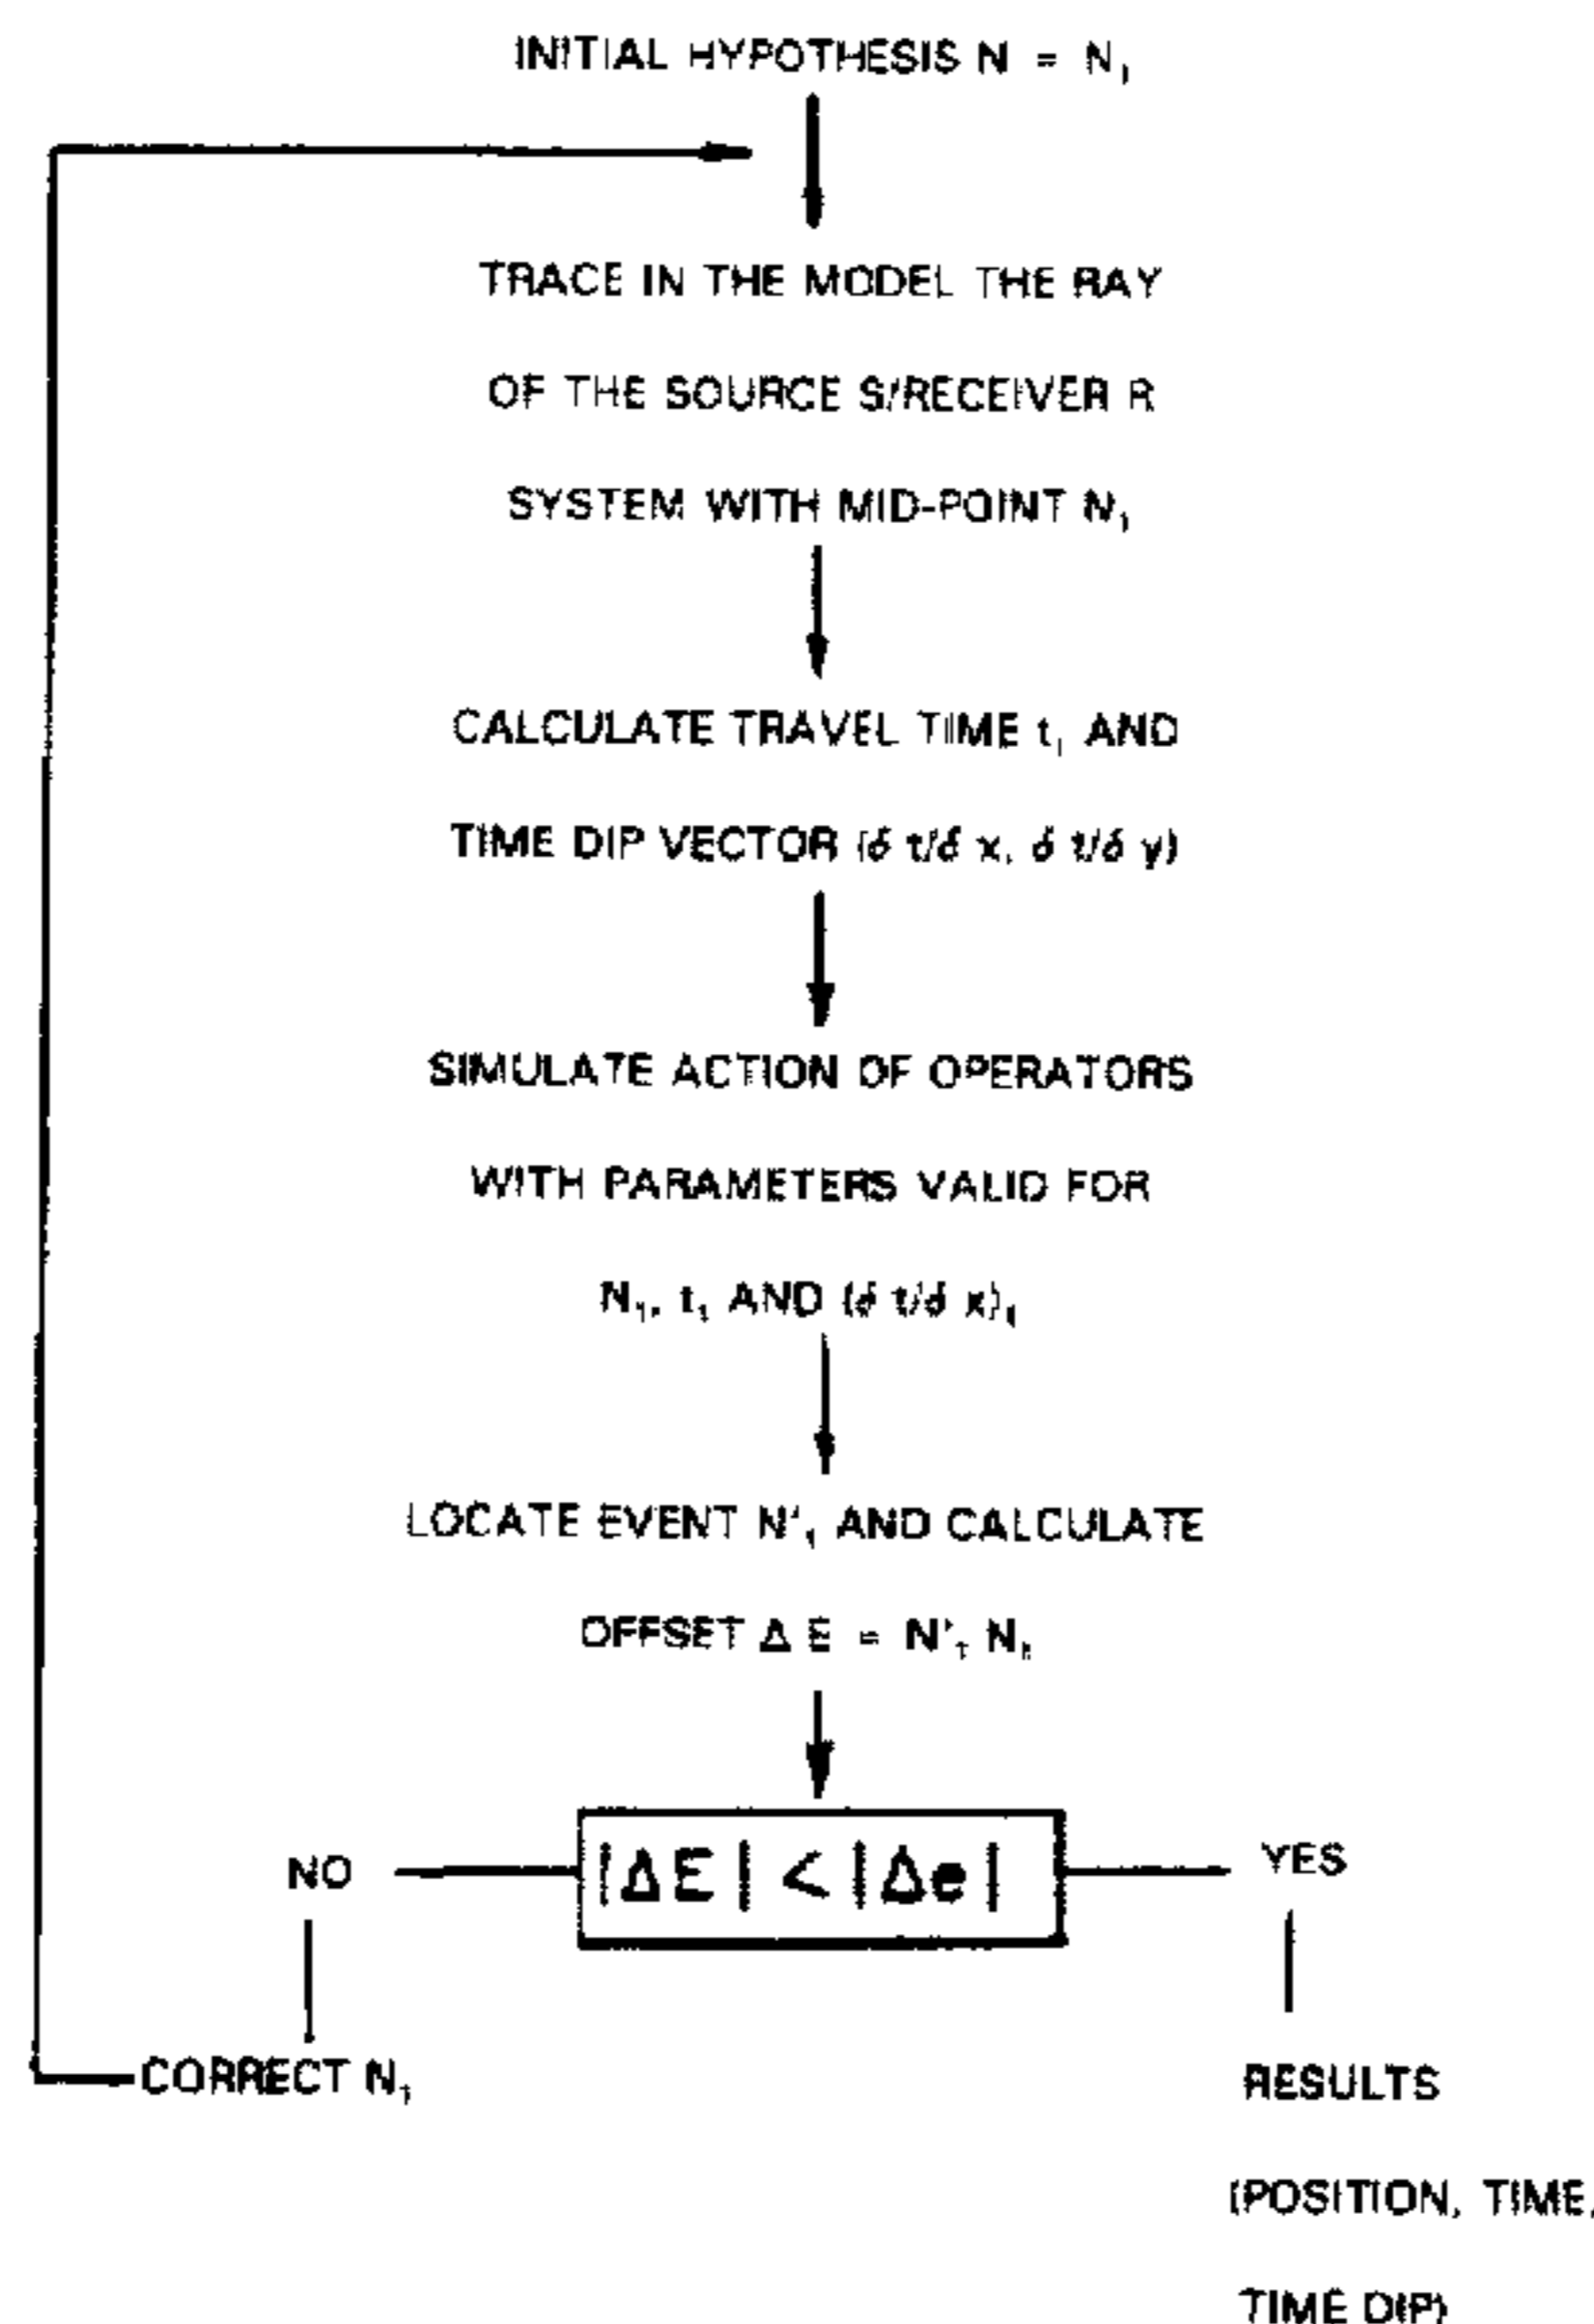 INITIAL HYPOTHESIS N = N₁
TRACE IN THE MODEL THE RAY
OF THE SOURCE S/RECEIVER R
SYSTEM WITH MID-POINT N₁
CALCULATE TRAVEL TIME t₁ AND
TIME DIP VECTOR (δ t/δ x, δ t/δ y)
SIMULATE ACTION OF OPERATORS
WITH PARAMETERS VALID FOR
N₁, t₁ AND (δ t/δ x)₁
LOCATE EVENT N'₁ AND CALCULATE
OFFSET Δ E = N'₁ N₁
NO
|ΔE| < |Δe|
YES
CORRECT N₁
RESULTS
(POSITION, TIME,
TIME DIP)